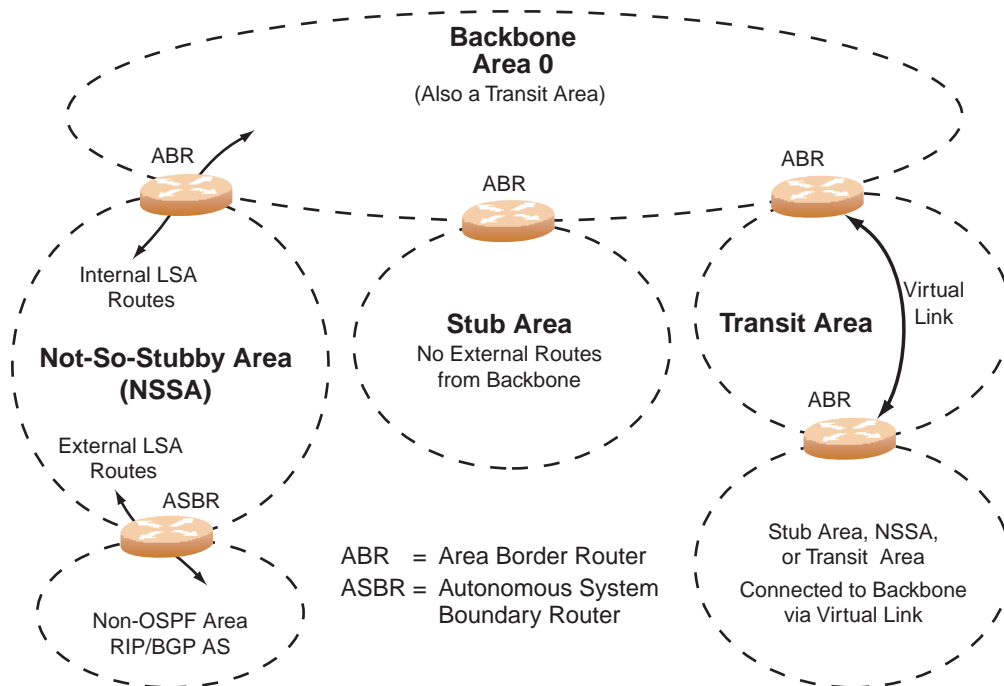 Backbone
Area 0
(Also a Transit Area)
ABR
ABR
ABR
Internal LSA
Routes
Not-So-Stubby Area
(NSSA)
External LSA
Routes
ASBR
Non-OSPF Area
RIP/BGP AS
Stub Area
No External Routes
from Backbone
Transit Area
Virtual
Link
ABR
Stub Area, NSSA,
or Transit Area
Connected to Backbone
via Virtual Link
ABR = Area Border Router
ASBR = Autonomous System
Boundary Router